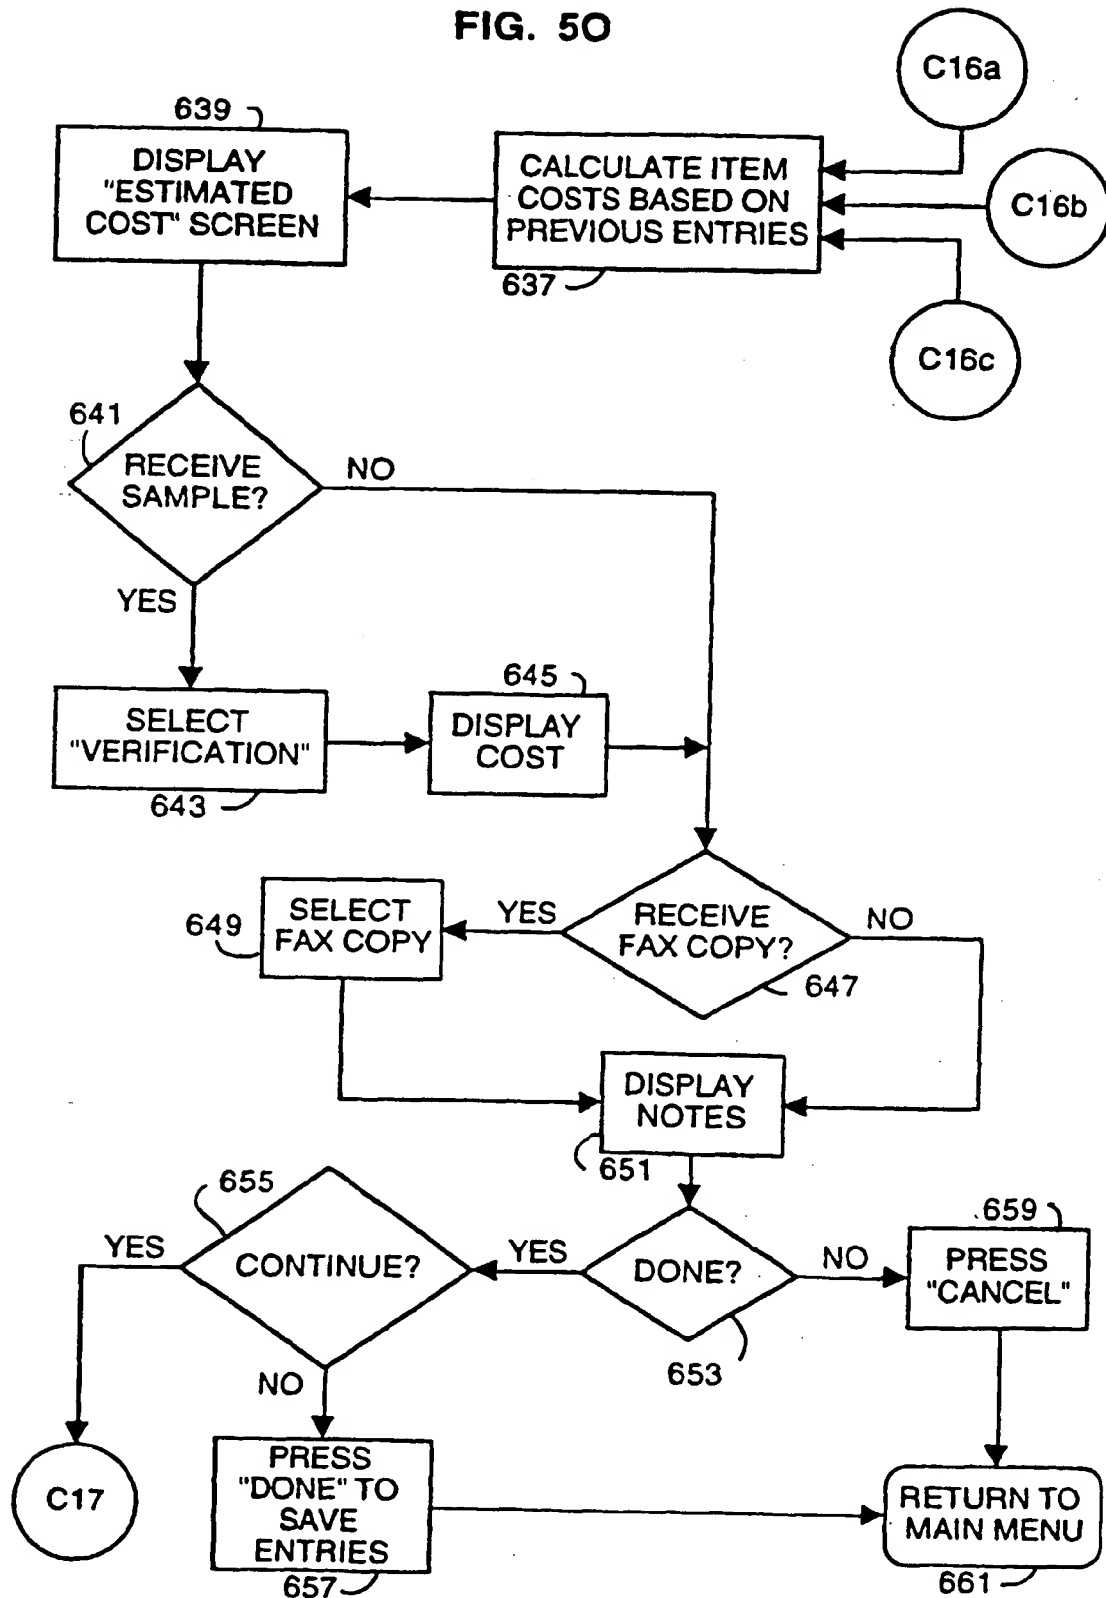 FIG. 50
C16a
639
DISPLAY
"ESTIMATED
COST" SCREEN
CALCULATE ITEM
COSTS BASED ON
PREVIOUS ENTRIES
C16b
637
C16c
641
RECEIVE
SAMPLE?
NO
YES
645
SELECT
"VERIFICATION"
DISPLAY
COST
643
649
SELECT
FAX COPY
YES
RECEIVE
FAX COPY?
NO
647
DISPLAY
NOTES
651
655
659
YES
CONTINUE?
YES
DONE?
NO
PRESS
"CANCEL"
653
NO
C17
PRESS
"DONE" TO
SAVE
ENTRIES
RETURN TO
MAIN MENU
657
661